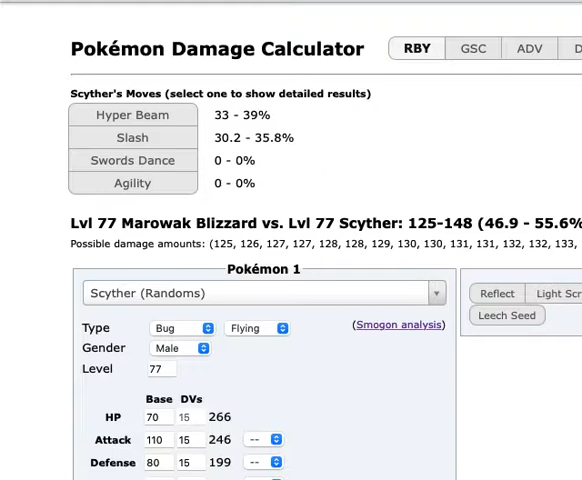 Pokémon Damage Calculator RBY GSC ADV
Scyther's Moves (select one to show detailed results)
Hyper Beam 33 - 39%
Slash 30.2 - 35.8%
Swords Dance 0 - 0%
Agility 0 - 0%
Lvl 77 Marowak Blizzard vs. Lvl 77 Scyther: 125-148 (46.9 - 55.6%
Possible damage amounts: (125, 126, 127, 127, 128, 128, 129, 130, 130, 131, 131, 132, 132, 133,
Pokémon 1
Scyther (Randoms)
Reflect Light Scr
Leech Seed
Type Bug Flying (Smogon analysis)
Gender Male
Level 77
Base DVs
HP 70 15 266
Attack 110 15 246 --
Defense 80 15 199 --